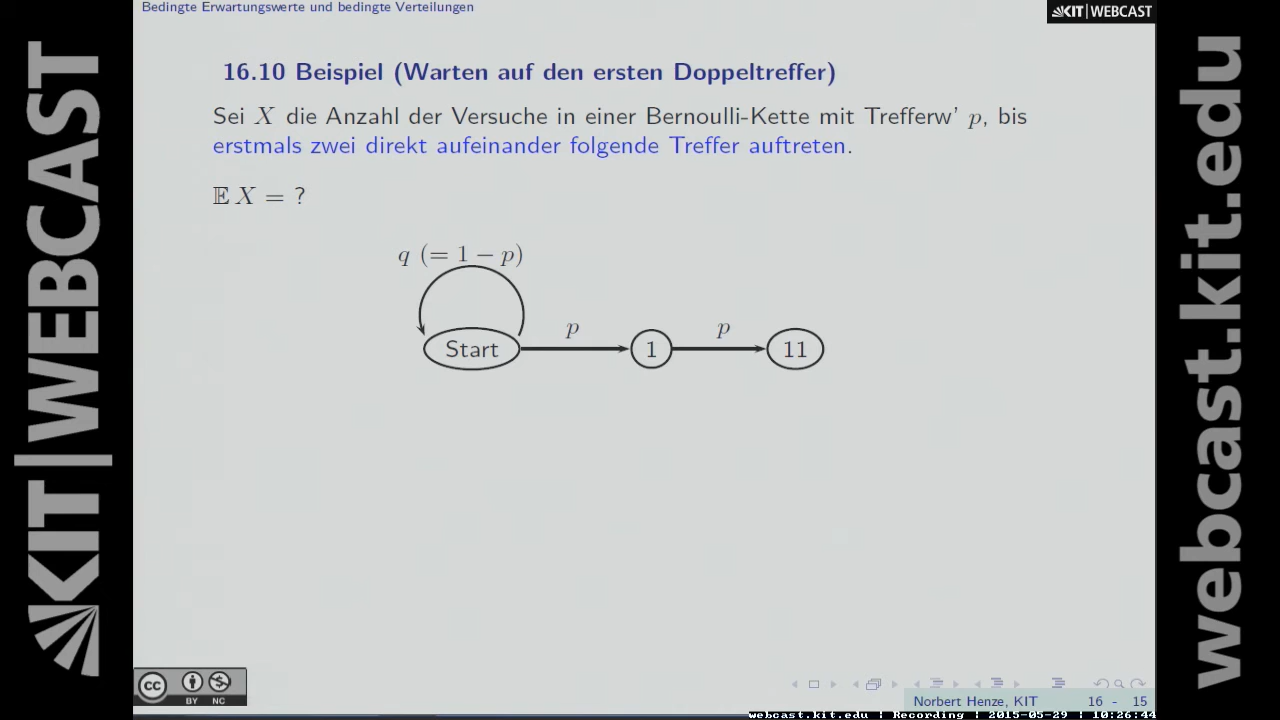 Bedingte Erwartungswerte und bedingte Verteilungen
KIT|WEBCAST
16.10 Beispiel (Warten auf den ersten Doppeltreffer)
Sei X die Anzahl der Versuche in einer Bernoulli-Kette mit Trefferw' p, bis
erstmals zwei direkt aufeinander folgende Treffer auftreten.
𝔼 X = ?
q (= 1 − p)
p
p
Start
1
11
KIT|WEBCAST
webcast.kit.edu
cc
BY NC
Norbert Henze, KIT
16 - 15
webcast.kit.edu | Recording | 2015-05-29 | 10:26:44